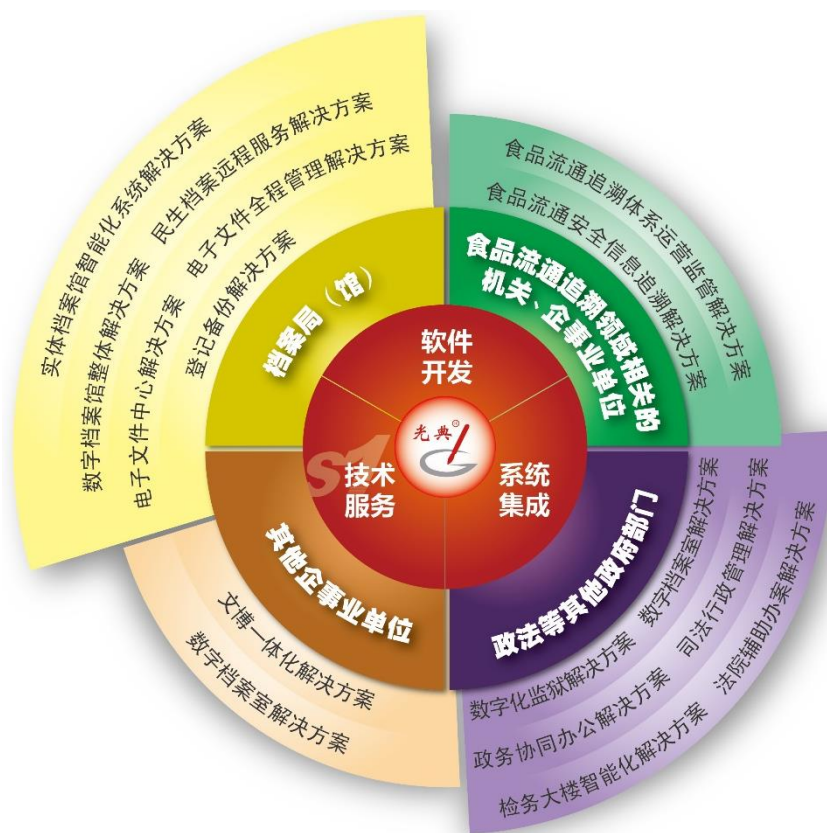 实体档案馆智能化系统解决方案
数字档案馆整体解决方案
民生档案远程服务解决方案
电子文件中心解决方案
电子文件全程管理解决方案
登记备份解决方案
档案局（馆）
食品流通追溯体系运营监管解决方案
食品流通安全信息追溯解决方案
食品流通追溯领域相关的
机关、企事业单位
软件
开发
光典®
技术
服务
系统
集成
其他企事业单位
文博一体化解决方案
数字档案室解决方案
政法等其他政府部门
数字化监狱解决方案
数字档案室解决方案
政务协同办公解决方案
司法行政管理解决方案
检务大楼智能化解决方案
法院辅助办案解决方案